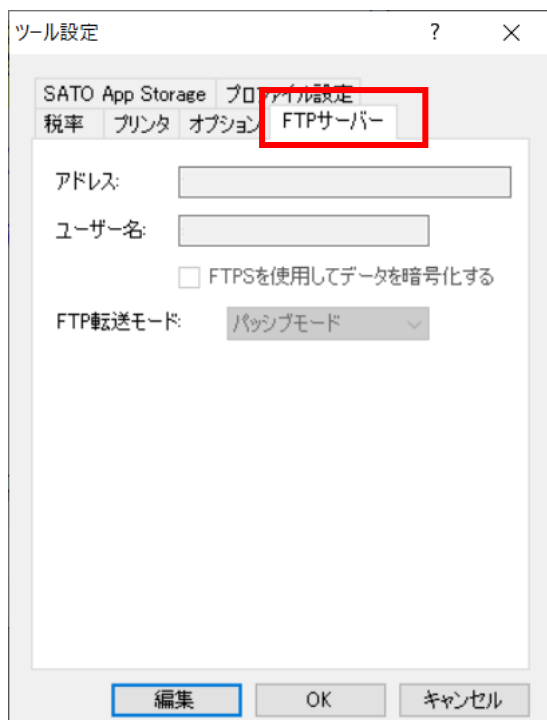 ツール設定 ? ×
SATO App Storage プロファイル設定
税率 プリンタ オプション FTPサーバー
アドレス:
ユーザー名:
FTPSを使用してデータを暗号化する
FTP転送モード: パッシブモード
編集 OK キャンセル